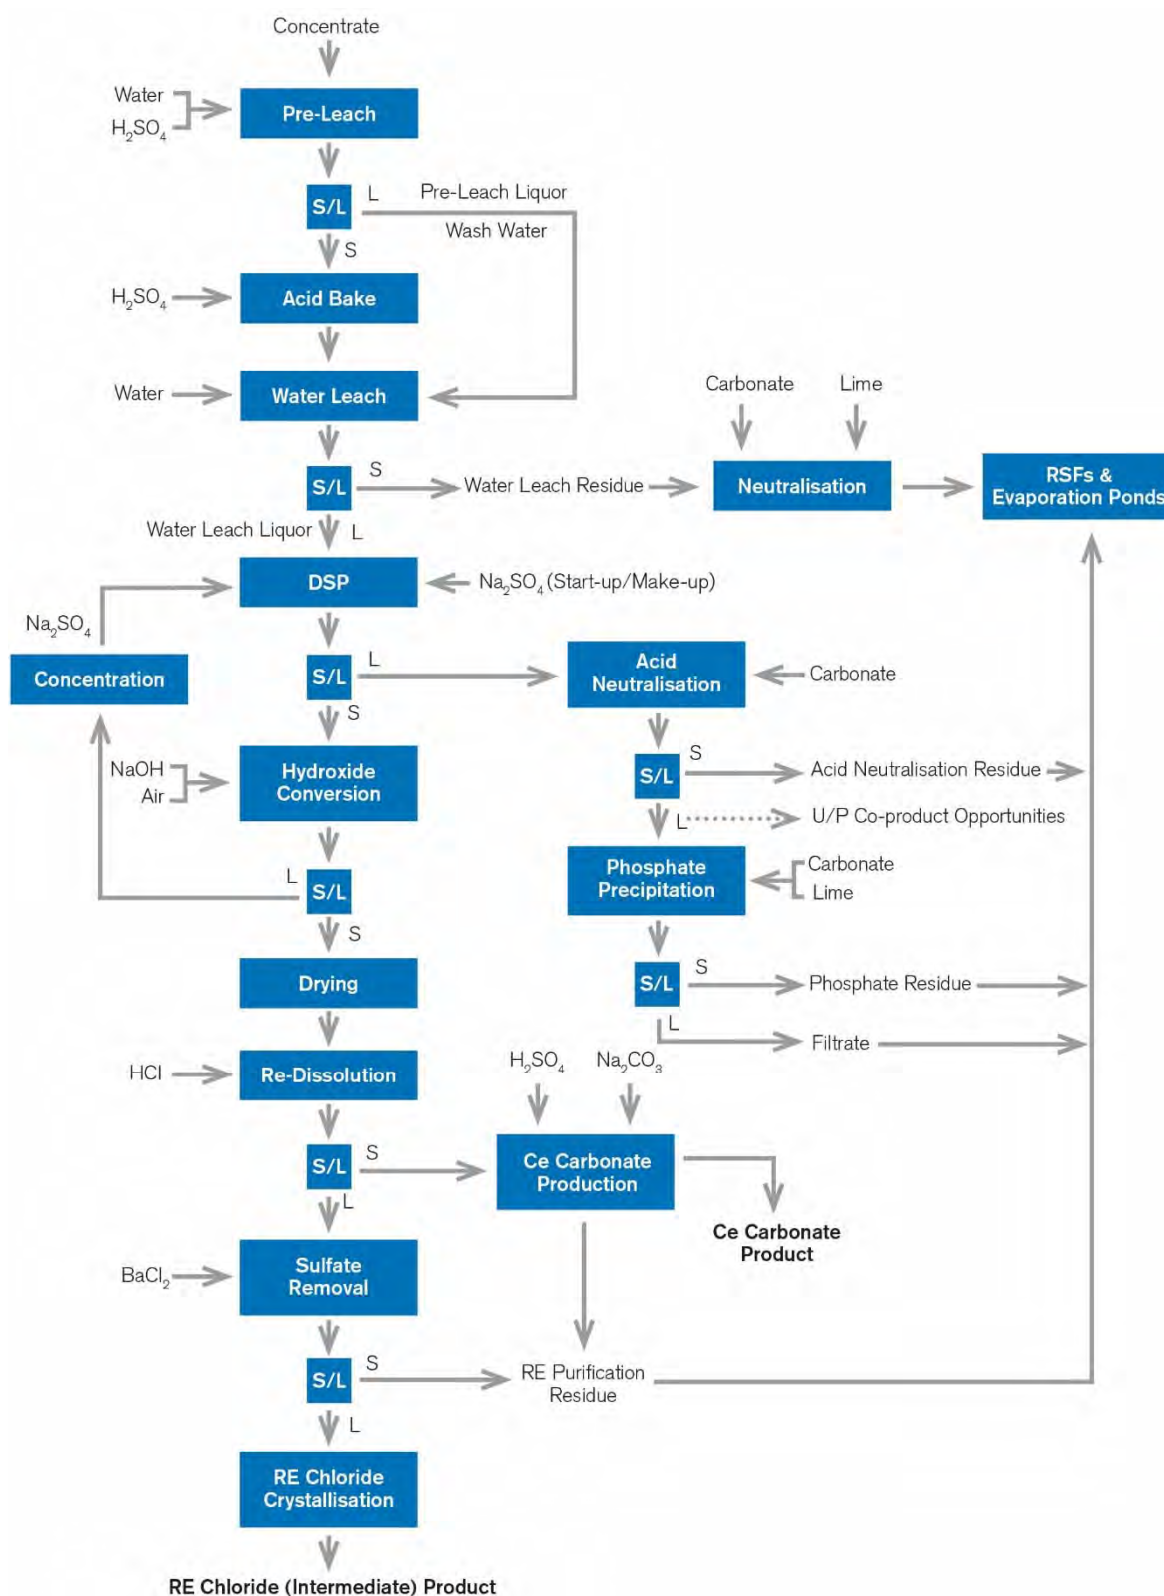 Concentrate
Water
H₂SO₄
Pre-Leach
S/L
L
Pre-Leach Liquor
Wash Water
S
H₂SO₄
Acid Bake
Water
Water Leach
Carbonate
Lime
S/L
S
Water Leach Residue
Neutralisation
RSFs &
Evaporation Ponds
Water Leach Liquor
L
DSP
Na₂SO₄ (Start-up/Make-up)
Na₂SO₄
Concentration
S/L
L
Acid
Neutralisation
Carbonate
S
NaOH
Air
Hydroxide
Conversion
S/L
S
Acid Neutralisation Residue
L
U/P Co-product Opportunities
L
S/L
Phosphate
Precipitation
Carbonate
Lime
S
Drying
S/L
S
Phosphate Residue
L
Filtrate
HCl
Re-Dissolution
H₂SO₄
Na₂CO₃
S/L
S
Ce Carbonate
Production
L
Ce Carbonate
Product
BaCl₂
Sulfate
Removal
S/L
S
RE Purification
Residue
L
RE Chloride
Crystallisation
RE Chloride (Intermediate) Product